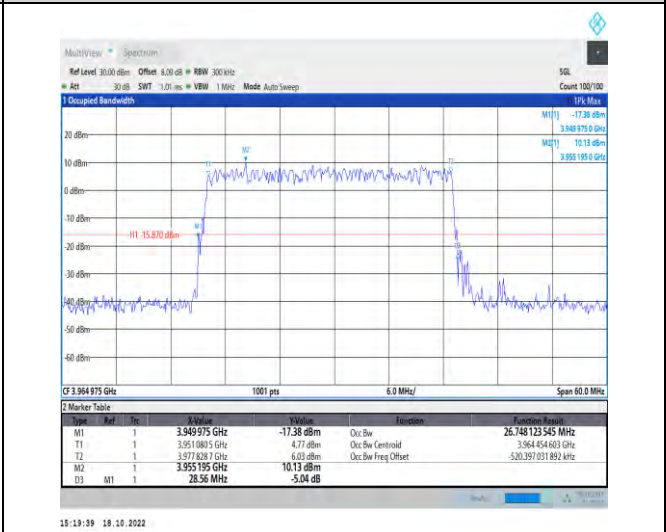 MultiView Spectrum
Ref Level 30.00 dBm Offset 8.00 dB RBW 300 kHz SGL
Att 30 dB SWT 1.01 ms VBW 1 MHz Mode Auto Sweep Count 100/100
1 Occupied Bandwidth 1Pk Max
M1[1] -17.38 dBm
3.949 975 0 GHz
M2[1] 10.13 dBm
3.955 195 0 GHz
20 dBm
M2
10 dBm
T1
0 dBm
-10 dBm
M1
H1 -15.870 dBm
-20 dBm
D3
-30 dBm
-40 dBm
-50 dBm
-60 dBm
CF 3.964 975 GHz 1001 pts 6.0 MHz/ Span 60.0 MHz
2 Marker Table
Type Ref Trc X-Value Y-Value Function Function Result
M1 1 3.949 975 GHz -17.38 dBm Occ Bw 26.748 123 545 MHz
T1 1 3.951 080 5 GHz 4.77 dBm Occ Bw Centroid 3.964 454 603 GHz
T2 1 3.977 828 7 GHz 6.03 dBm Occ Bw Freq Offset -520.397 031 892 kHz
M2 1 3.955 195 GHz 10.13 dBm
D3 M1 1 28.56 MHz -5.04 dB
15:19:39 18.10.2022